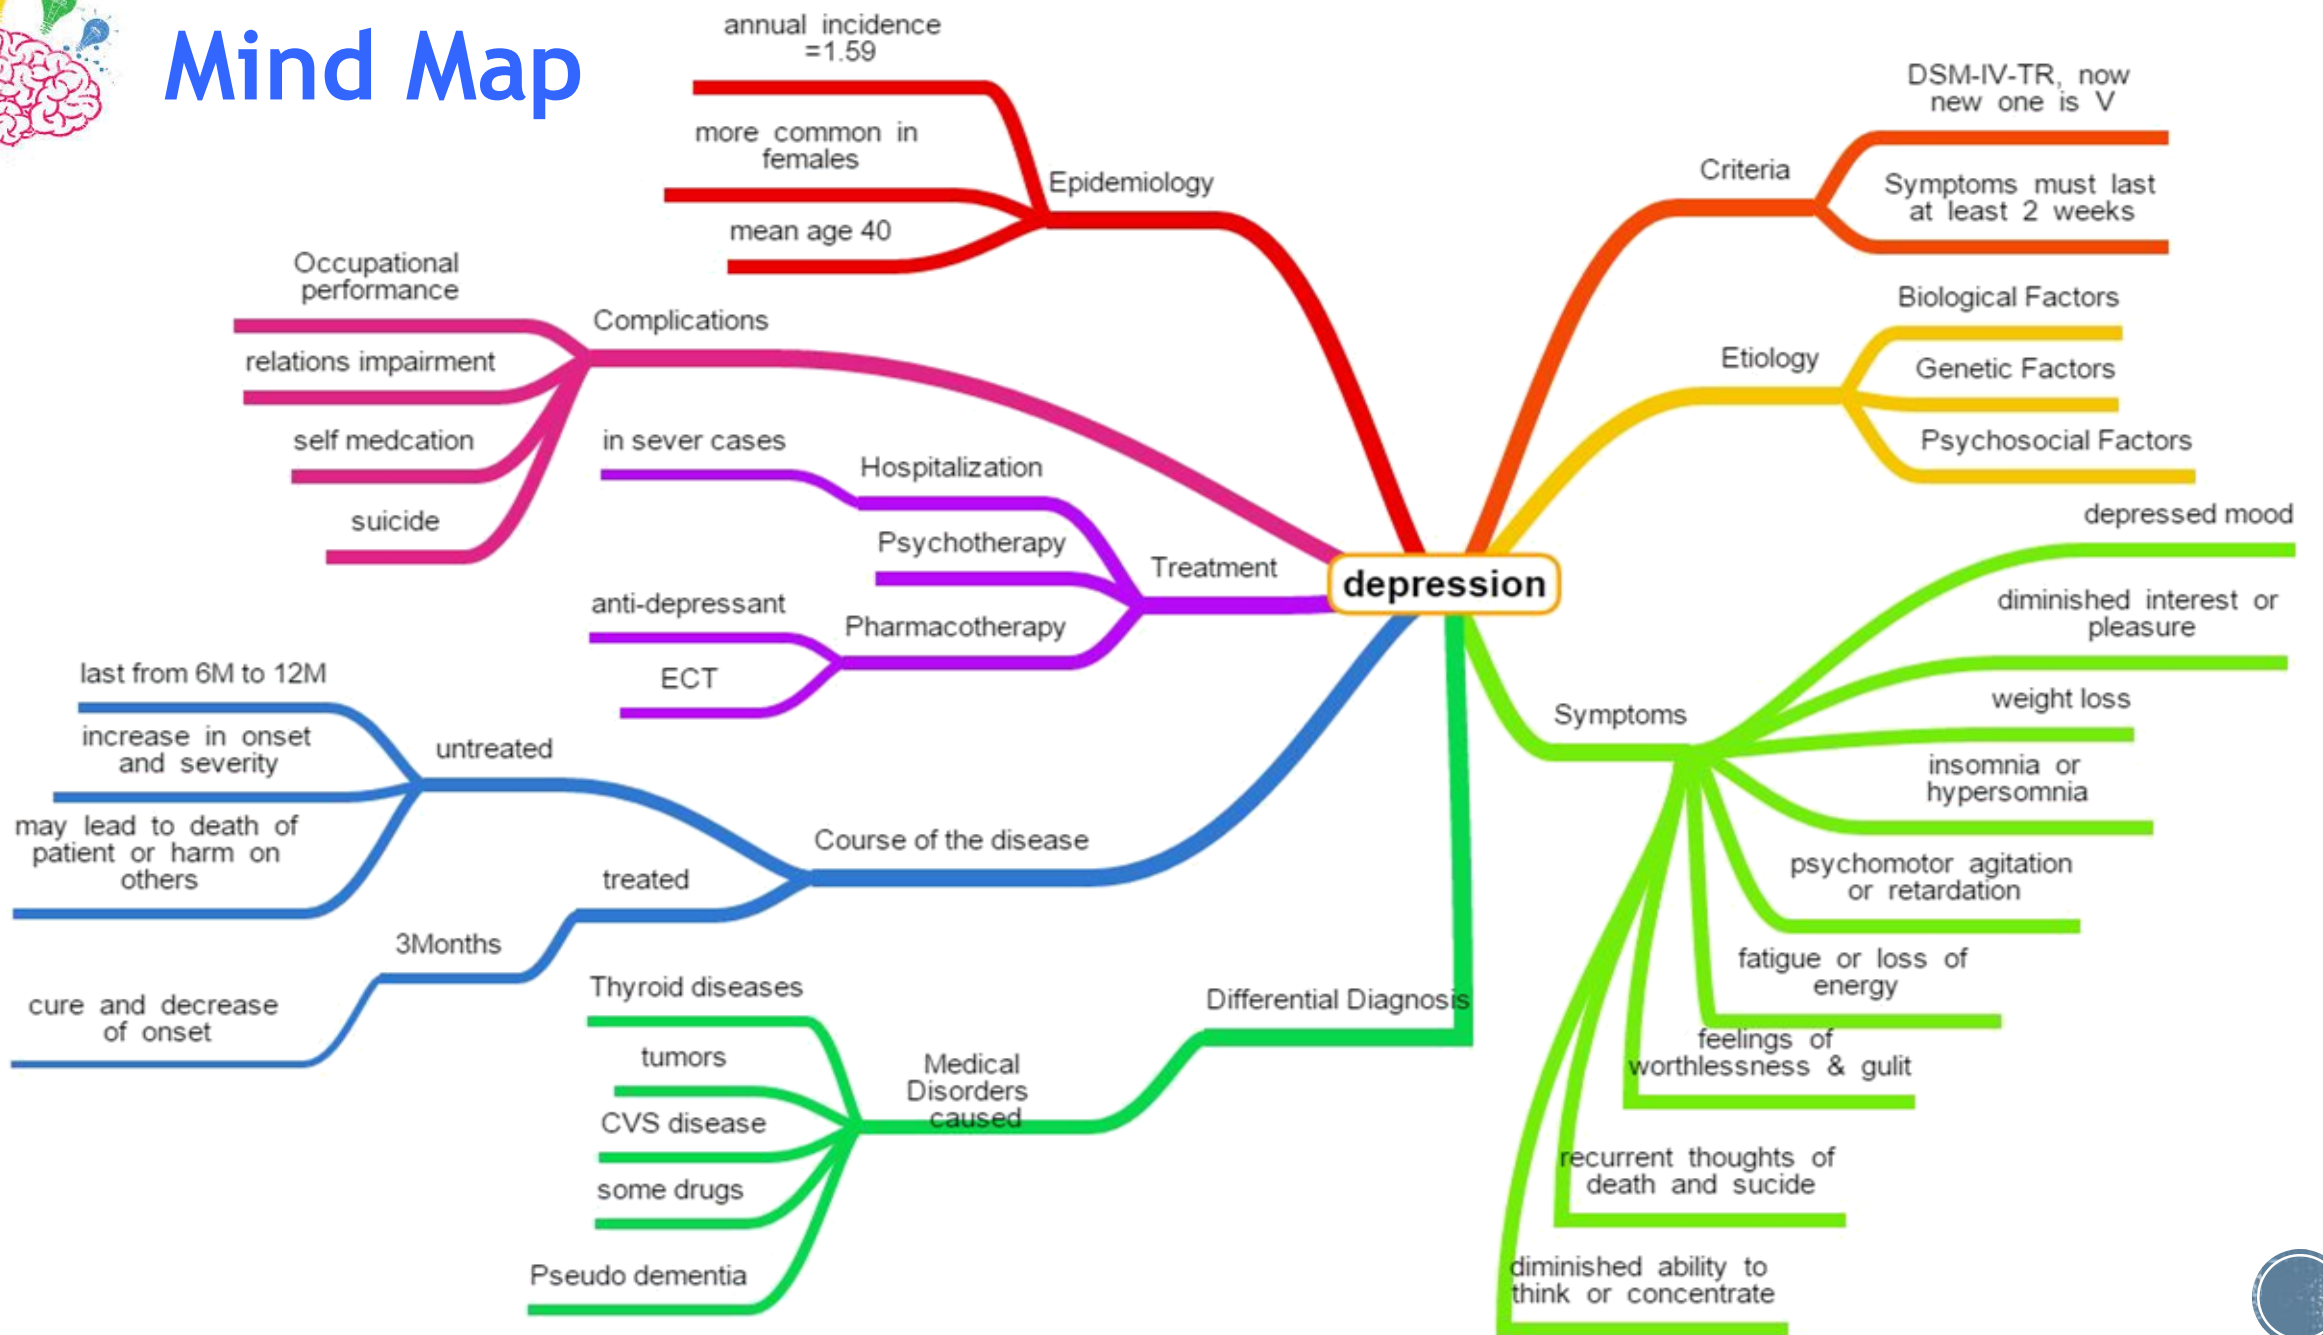 Mind Map
annual incidence
=1.59
more common in
females
mean age 40
Epidemiology
Occupational
performance
relations impairment
self medcation
suicide
Complications
in sever cases
Hospitalization
Psychotherapy
anti-depressant
ECT
Pharmacotherapy
Treatment
depression
last from 6M to 12M
increase in onset
and severity
may lead to death of
patient or harm on
others
untreated
cure and decrease
of onset
3Months
treated
Course of the disease
Thyroid diseases
tumors
CVS disease
some drugs
Pseudo dementia
Medical
Disorders
caused
Differential Diagnosis
Criteria
DSM-IV-TR, now
new one is V
Symptoms must last
at least 2 weeks
Etiology
Biological Factors
Genetic Factors
Psychosocial Factors
Symptoms
depressed mood
diminished interest or
pleasure
weight loss
insomnia or
hypersomnia
psychomotor agitation
or retardation
fatigue or loss of
energy
feelings of
worthlessness & gulit
recurrent thoughts of
death and sucide
diminished ability to
think or concentrate